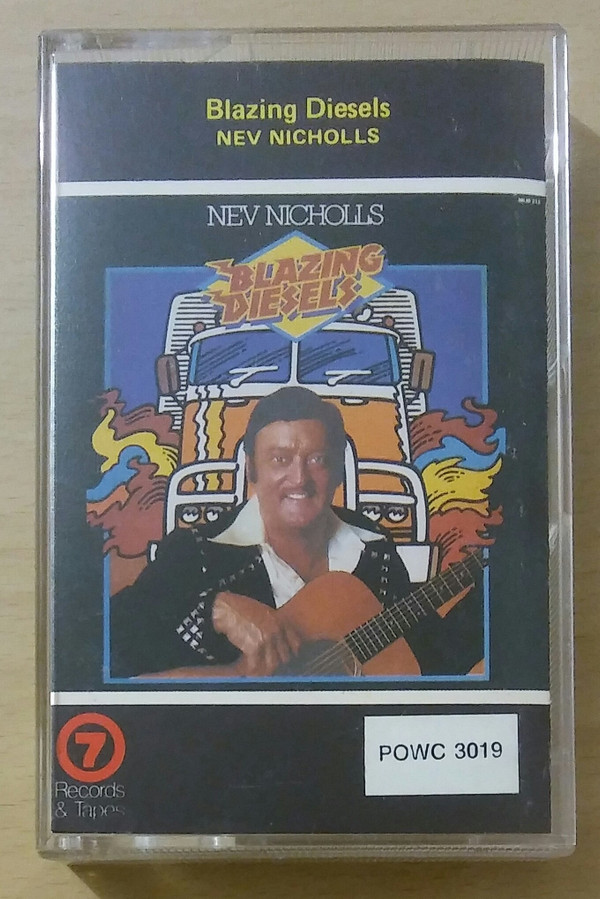 Blazing Diesels
NEV NICHOLLS
NEV NICHOLLS
BLAZING
DIESELS
7
Records
& Tapes
POWC 3019